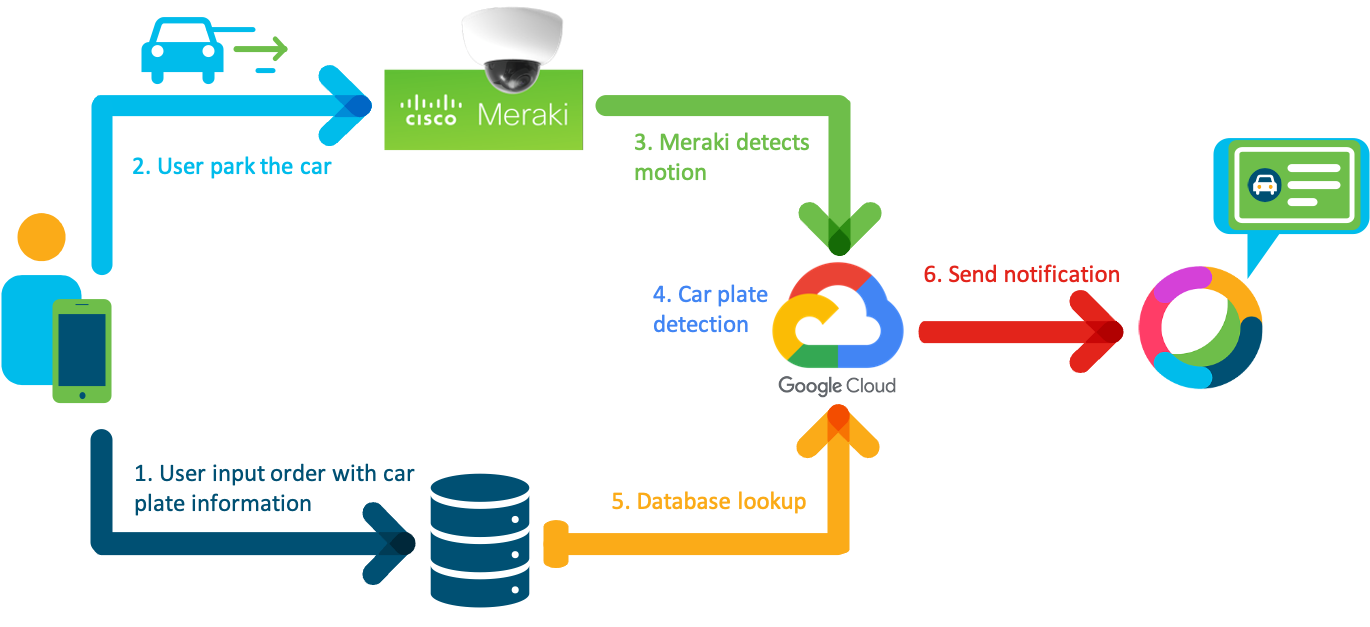 cisco Meraki
2. User park the car
3. Meraki detects
motion
4. Car plate
detection
Google Cloud
6. Send notification
1. User input order with car
plate information
5. Database lookup